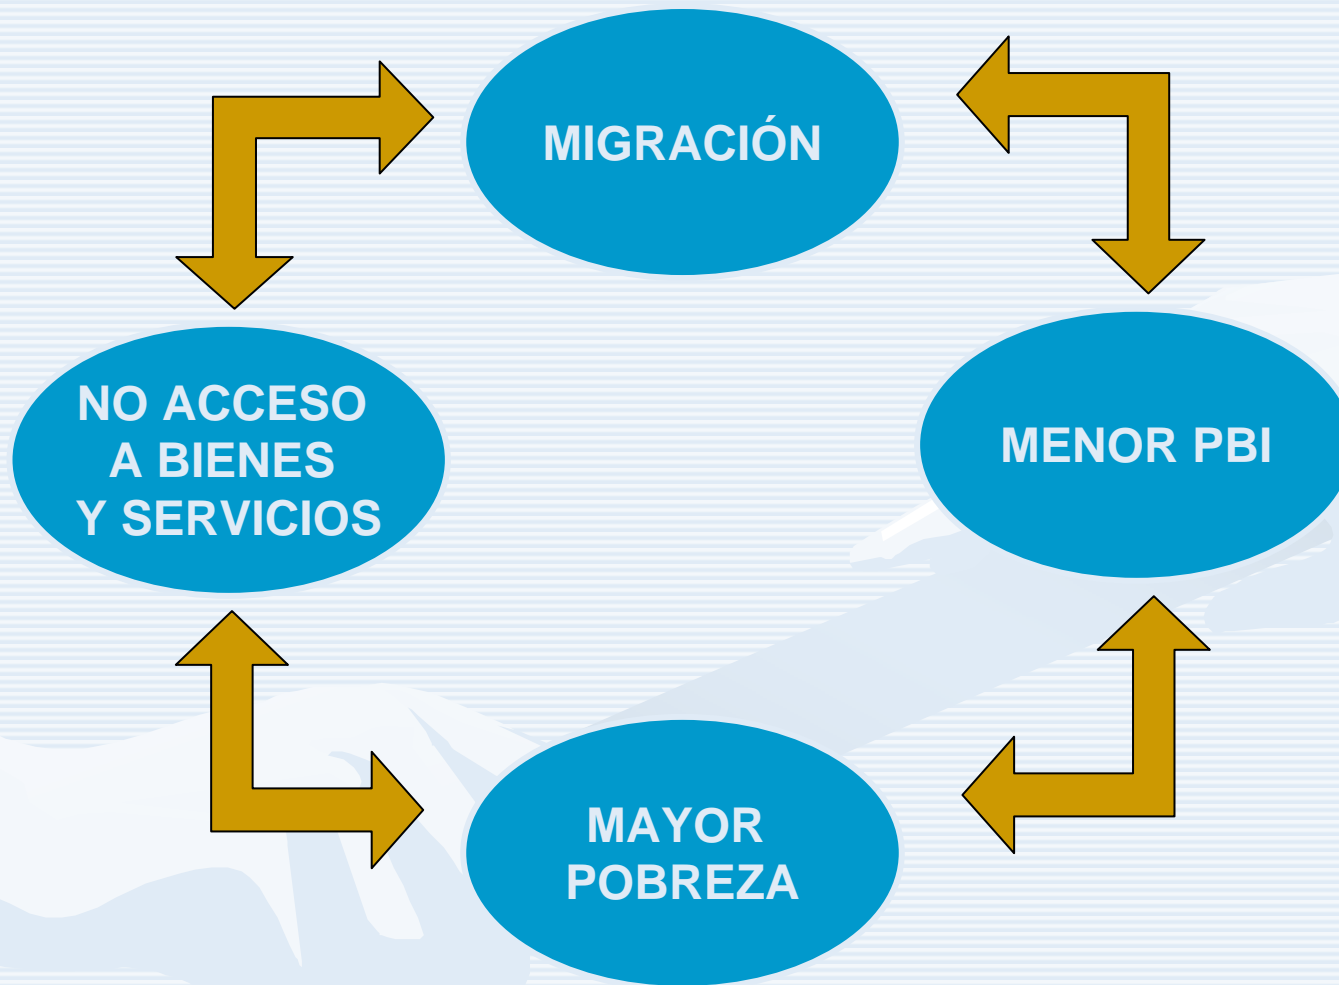 MIGRACIÓN
NO ACCESO
A BIENES
Y SERVICIOS
MENOR PBI
MAYOR
POBREZA